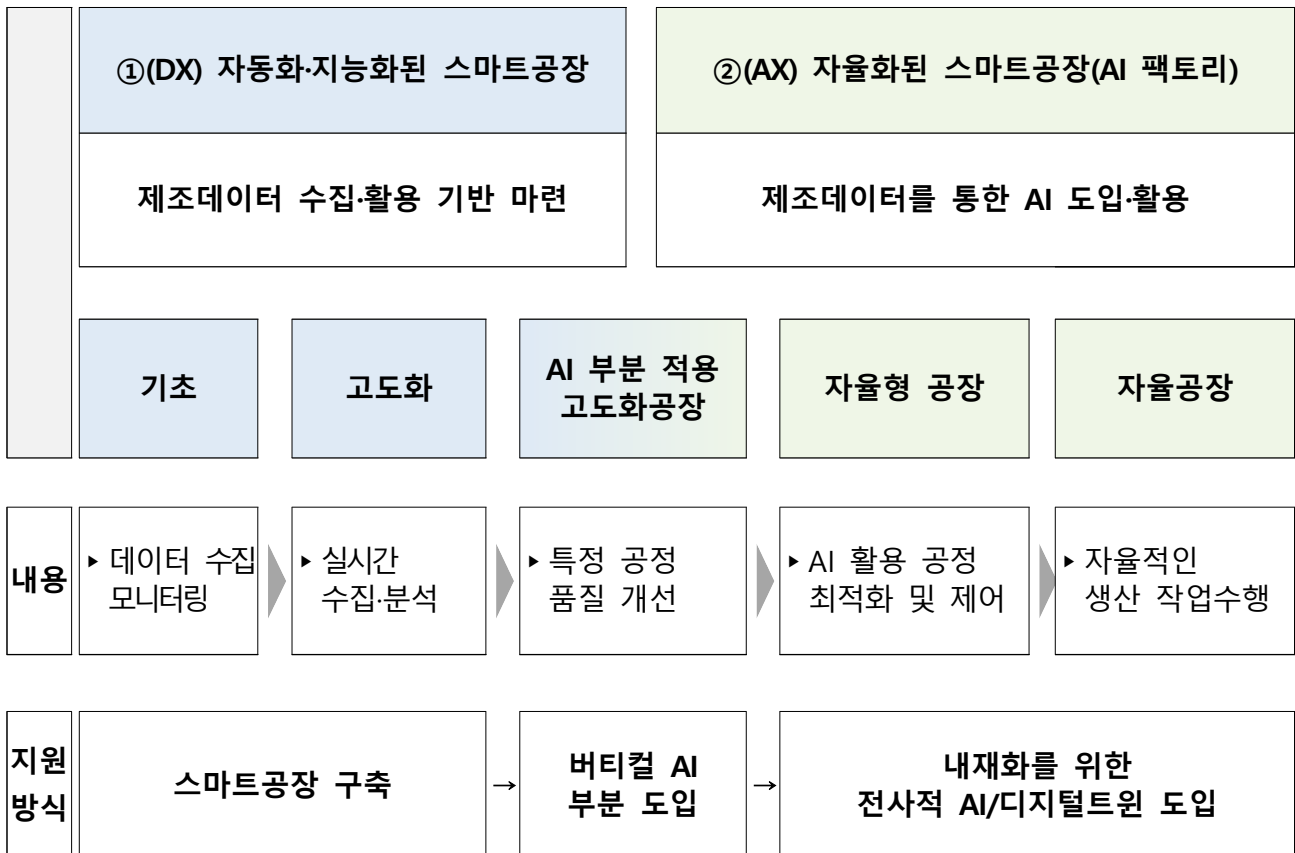 ①(DX) 자동화·지능화된 스마트공장
②(AX) 자율화된 스마트공장(AI 팩토리)
제조데이터 수집·활용 기반 마련
제조데이터를 통한 AI 도입·활용
기초
고도화
AI 부분 적용
고도화공장
자율형 공장
자율공장
내용
▸ 데이터 수집
모니터링
▸ 실시간
수집·분석
▸ 특정 공정
품질 개선
▸ AI 활용 공정
최적화 및 제어
▸ 자율적인
생산 작업수행
지원
방식
스마트공장 구축
→
버티컬 AI
부분 도입
→
내재화를 위한
전사적 AI/디지털트윈 도입